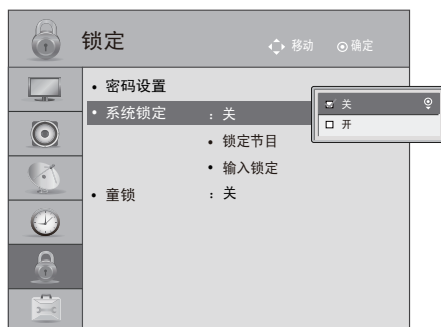 锁定
移动 确定
• 密码设置
• 系统锁定 : 关
关
开
• 锁定节目
• 输入锁定
• 童锁 : 关